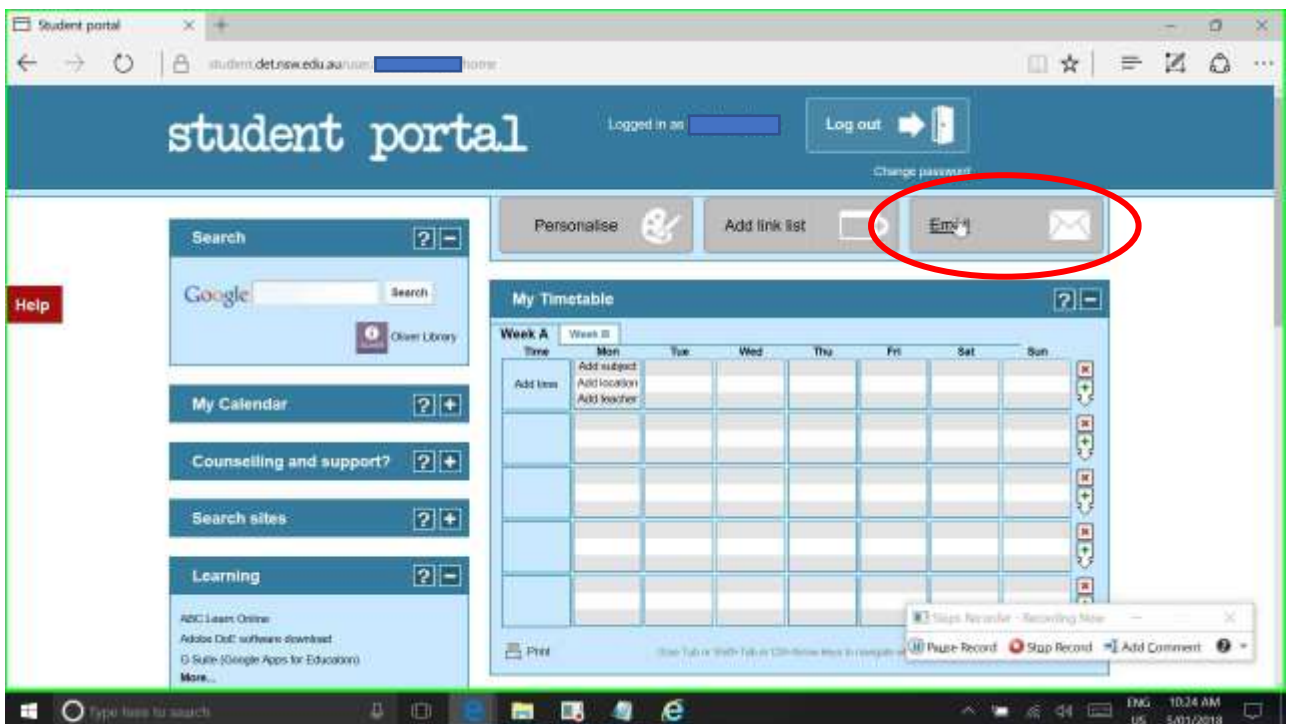 Student portal
student.det.nsw.edu.au/user home
student portal
Logged in as
Log out
Change password
Personalise
Add link list
Email
Search
Google
Search
Oliver Library
Help
My Calendar
Counselling and support?
Search sites
Learning
ABC Learn Online
Adobe DoE software download
G Suite (Google Apps for Education)
More...
My Timetable
Week A Week B
Time Mon Tue Wed Thu Fri Sat Sun
Add time
Add subject
Add location
Add teacher
Print
Steps Recorder - Recording Now
Pause Record Stop Record Add Comment
Type here to search
ENG
US
10:24 AM